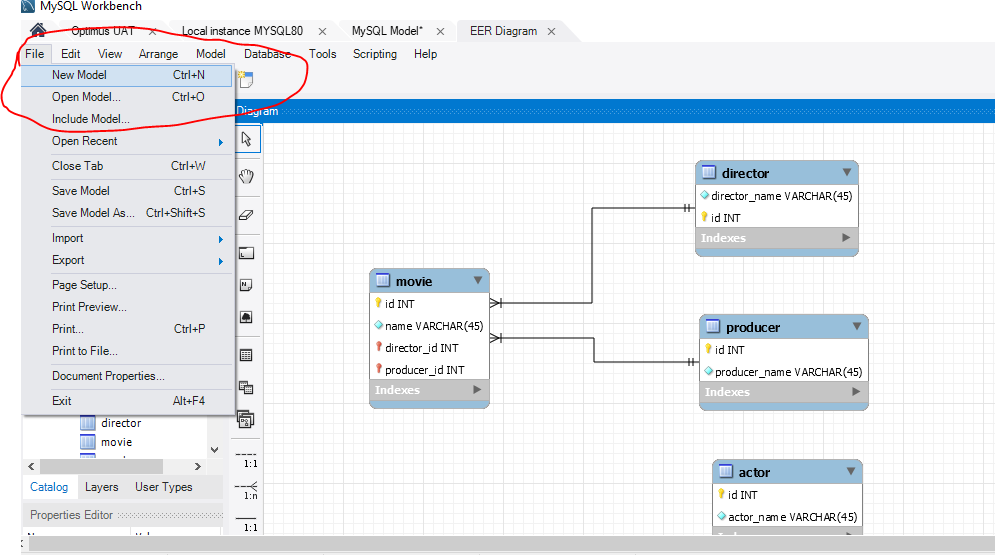 MySQL Workbench
Optimus UAT × Local instance MYSQL80 × MySQL Model* × EER Diagram ×
File Edit View Arrange Model Database Tools Scripting Help
New Model Ctrl+N
Open Model... Ctrl+O
Include Model...
Open Recent
Close Tab Ctrl+W
Save Model Ctrl+S
Save Model As... Ctrl+Shift+S
Import
Export
Page Setup...
Print Preview...
Print... Ctrl+P
Print to File...
Document Properties...
Exit Alt+F4
Diagram
director
movie
1:1
1:n
1:1
Catalog Layers User Types
Properties Editor
director
director_name VARCHAR(45)
id INT
Indexes
movie
id INT
name VARCHAR(45)
director_id INT
producer_id INT
Indexes
producer
id INT
producer_name VARCHAR(45)
Indexes
actor
id INT
actor_name VARCHAR(45)